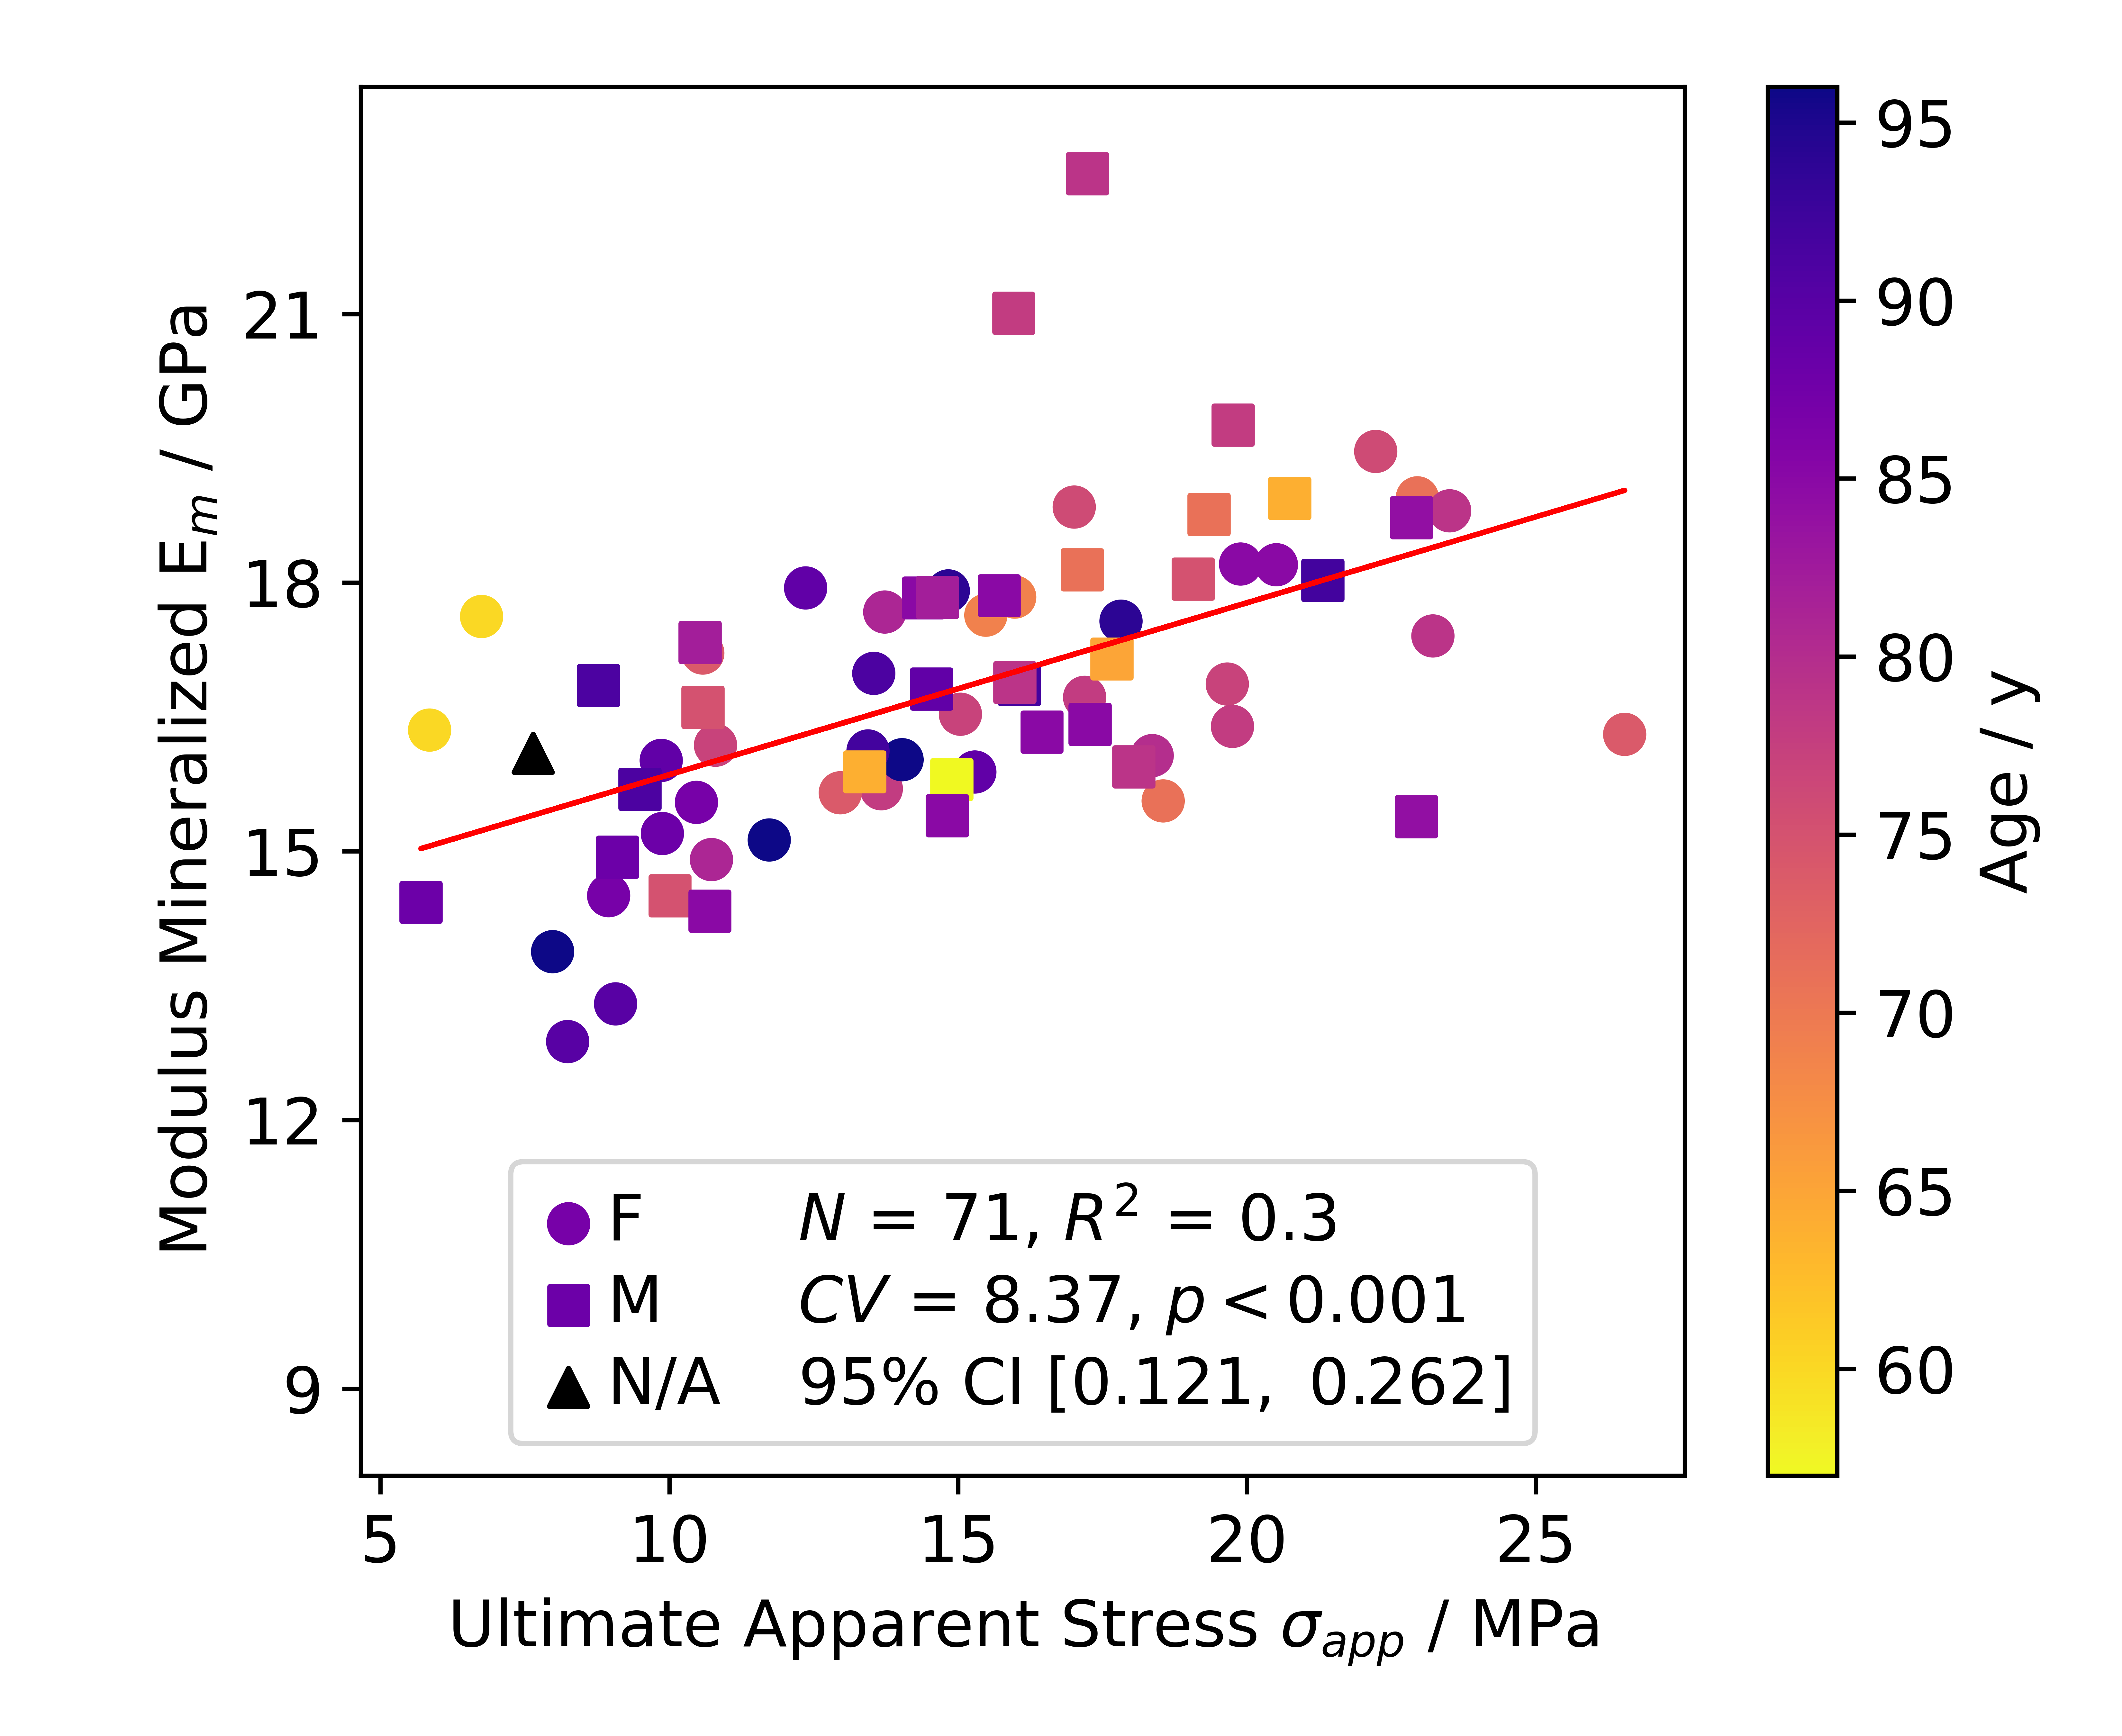 Modulus Mineralized Eₘ / GPa
21
18
15
12
9
F N = 71, R² = 0.3
M CV = 8.37, p < 0.001
N/A 95% CI [0.121, 0.262]
5 10 15 20 25
Ultimate Apparent Stress σapp / MPa
95
90
85
80
75
70
65
60
Age / y